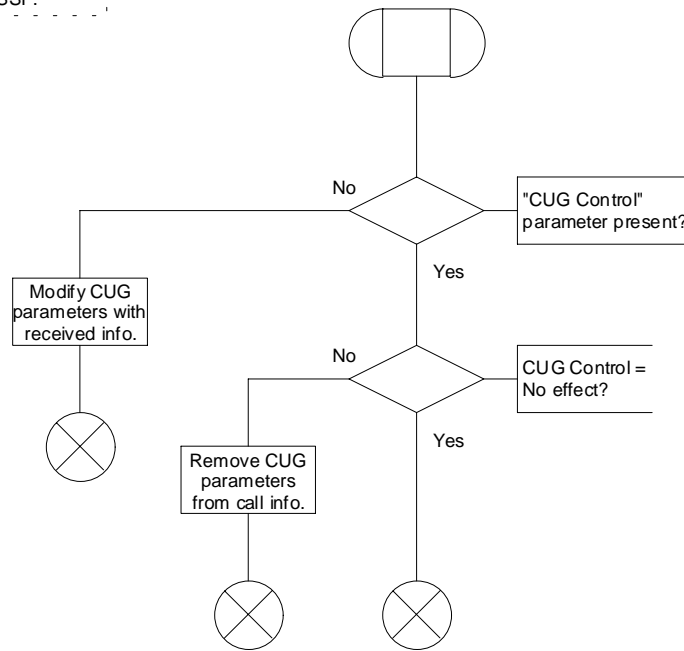 No
"CUG Control"
parameter present?
Yes
Modify CUG
parameters with
received info.
No
CUG Control =
No effect?
Yes
Remove CUG
parameters
from call info.